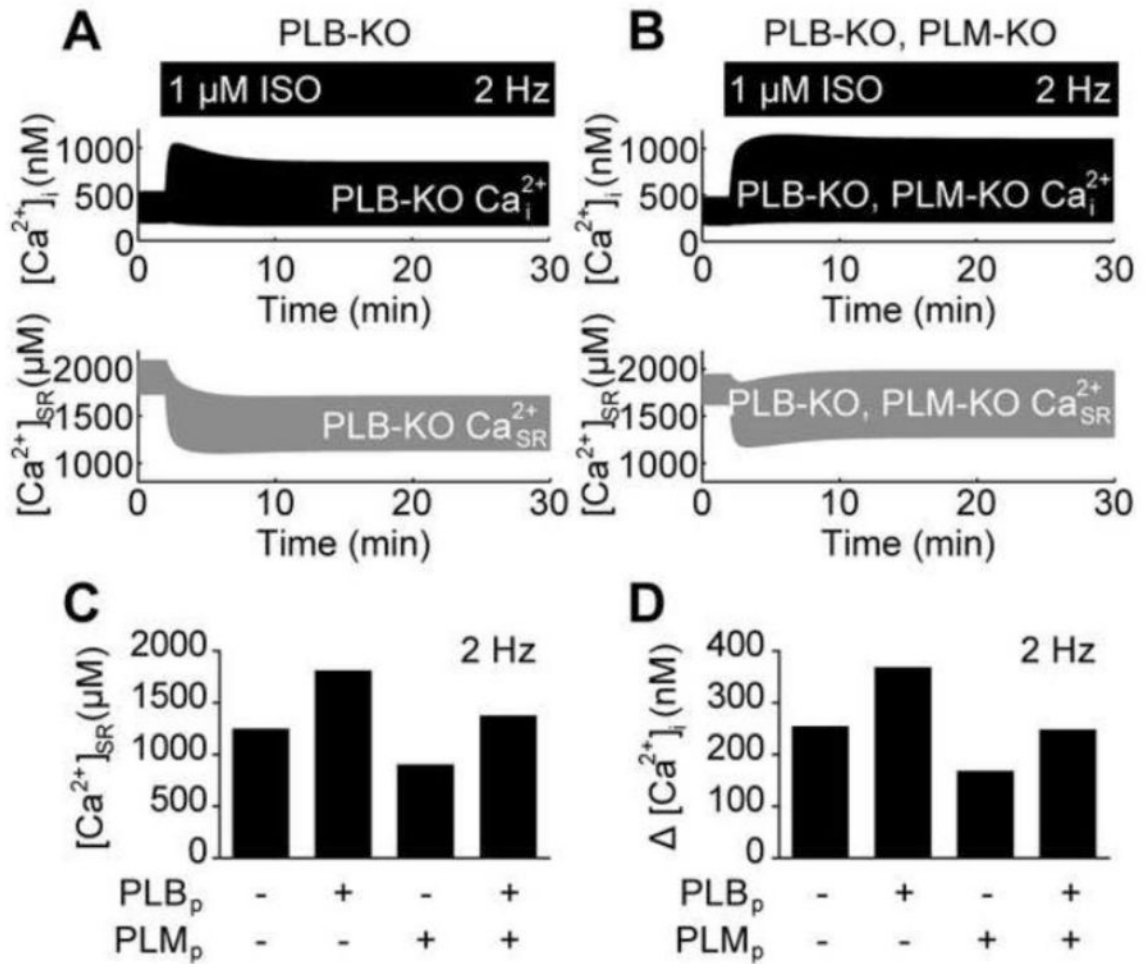 A
PLB-KO
1 μM ISO 2 Hz
[Ca²⁺]ᵢ (nM)
1000
500
0
PLB-KO Ca²⁺ᵢ
0 10 20 30
Time (min)
[Ca²⁺]SR (μM)
2000
1500
1000
PLB-KO Ca²⁺SR
0 10 20 30
Time (min)
B
PLB-KO, PLM-KO
1 μM ISO 2 Hz
[Ca²⁺]ᵢ (nM)
1000
500
0
PLB-KO, PLM-KO Ca²⁺ᵢ
0 10 20 30
Time (min)
[Ca²⁺]SR (μM)
2000
1500
1000
PLB-KO, PLM-KO Ca²⁺SR
0 10 20 30
Time (min)
C
2 Hz
[Ca²⁺]SR (μM)
2000
1500
1000
500
0
PLBp - + - +
PLMp - - + +
D
2 Hz
Δ [Ca²⁺]ᵢ (nM)
400
300
200
100
0
PLBp - + - +
PLMp - - + +